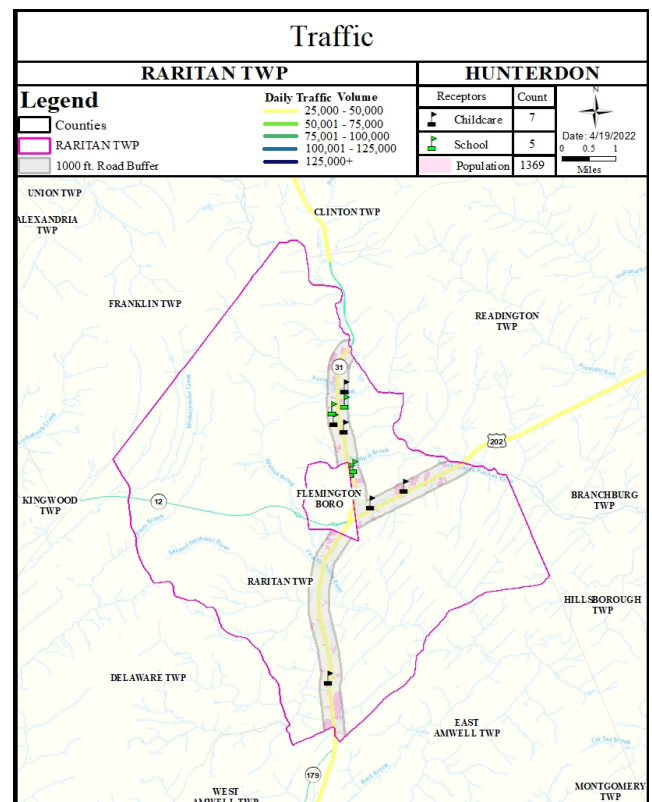 Traffic
RARITAN TWP
HUNTERDON
Legend
Counties
RARITAN TWP
1000 ft. Road Buffer
Daily Traffic Volume
25,000 - 50,000
50,001 - 75,000
75,001 - 100,000
100,001 - 125,000
125,000+
Receptors Count
Childcare 7
School 5
Population 1369
N
Date: 4/19/2022
0 0.5 1
Miles
UNION TWP
ALEXANDRIA
TWP
CLINTON TWP
FRANKLIN TWP
READINGTON
TWP
31
202
KINGWOOD
TWP
12
FLEMINGTON
BORO
BRANCHBURG
TWP
RARITAN TWP
HILLSBOROUGH
TWP
DELAWARE TWP
EAST
AMWELL TWP
179
Back Brook
WEST
AMWELL TWP
MONTGOMERY
TWP